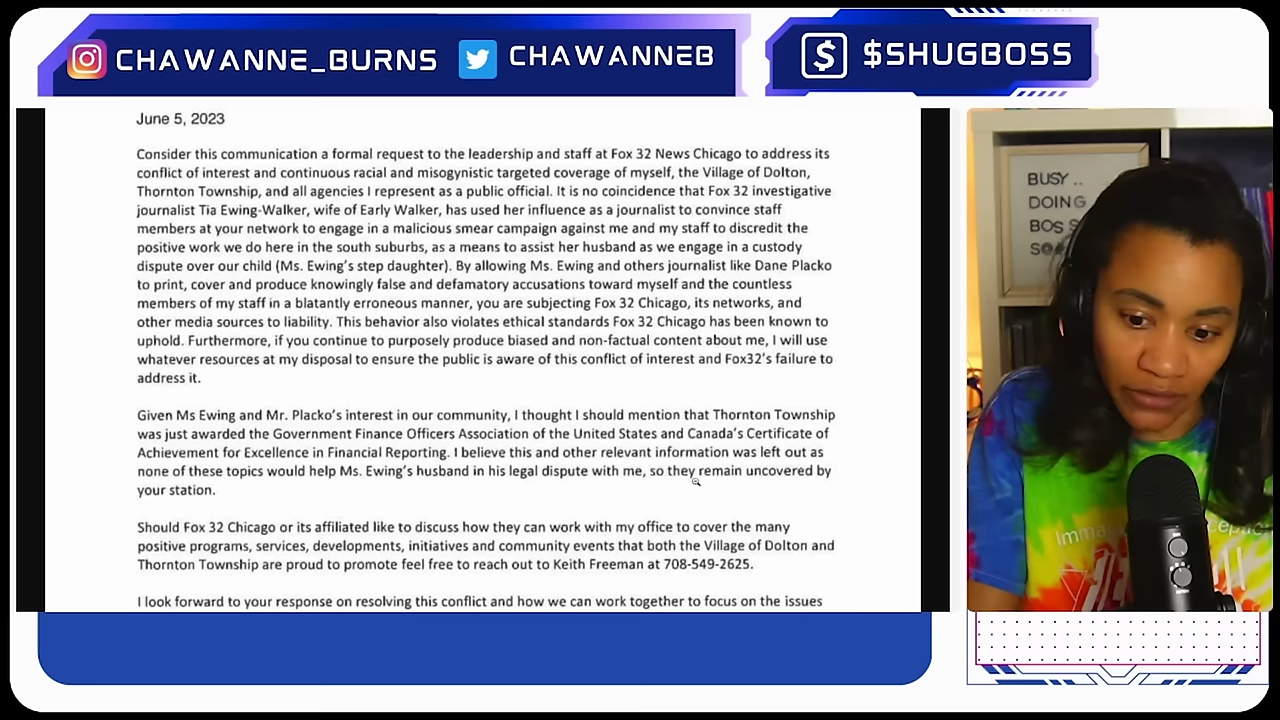 CHAWANNE_BURNS
CHAWANNEB
$SHUGBOSS
June 5, 2023
Consider this communication a formal request to the leadership and staff at Fox 32 News Chicago to address its
conflict of interest and continuous racial and misogynistic targeted coverage of myself, the Village of Dolton,
Thornton Township, and all agencies I represent as a public official. It is no coincidence that Fox 32 investigative
journalist Tia Ewing-Walker, wife of Early Walker, has used her influence as a journalist to convince staff
members at your network to engage in a malicious smear campaign against me and my staff to discredit the
positive work we do here in the south suburbs, as a means to assist her husband as we engage in a custody
dispute over our child (Ms. Ewing's step daughter). By allowing Ms. Ewing and others journalist like Dane Placko
to print, cover and produce knowingly false and defamatory accusations toward myself and the countless
members of my staff in a blatantly erroneous manner, you are subjecting Fox 32 Chicago, its networks, and
other media sources to liability. This behavior also violates ethical standards Fox 32 Chicago has been known to
uphold. Furthermore, if you continue to purposely produce biased and non-factual content about me, I will use
whatever resources at my disposal to ensure the public is aware of this conflict of interest and Fox32's failure to
address it.
Given Ms Ewing and Mr. Placko's interest in our community, I thought I should mention that Thornton Township
was just awarded the Government Finance Officers Association of the United States and Canada's Certificate of
Achievement for Excellence in Financial Reporting. I believe this and other relevant information was left out as
none of these topics would help Ms. Ewing's husband in his legal dispute with me, so they remain uncovered by
your station.
Should Fox 32 Chicago or its affiliated like to discuss how they can work with my office to cover the many
positive programs, services, developments, initiatives and community events that both the Village of Dolton and
Thornton Township are proud to promote feel free to reach out to Keith Freeman at 708-549-2625.
I look forward to your response on resolving this conflict and how we can work together to focus on the issues
BUSY ..
DOING
BOS S